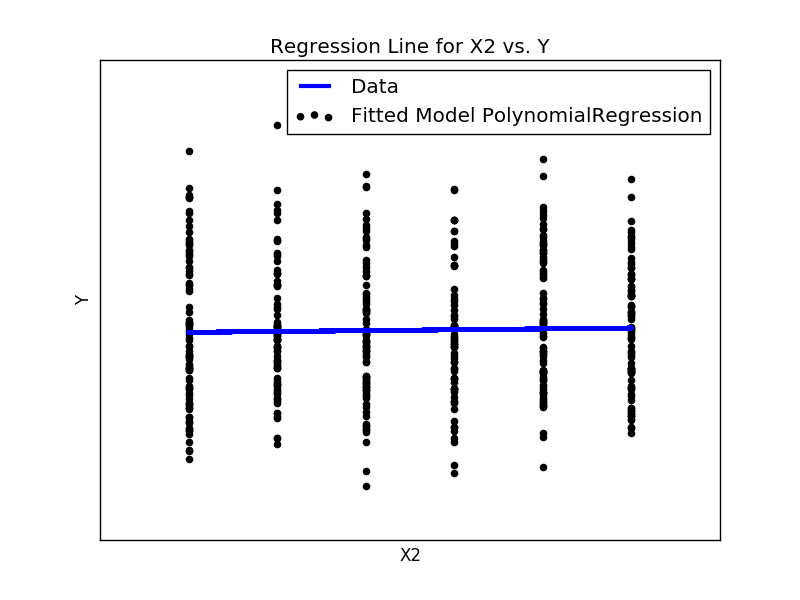 Regression Line for X2 vs. Y
Data
Fitted Model PolynomialRegression
Y
X2